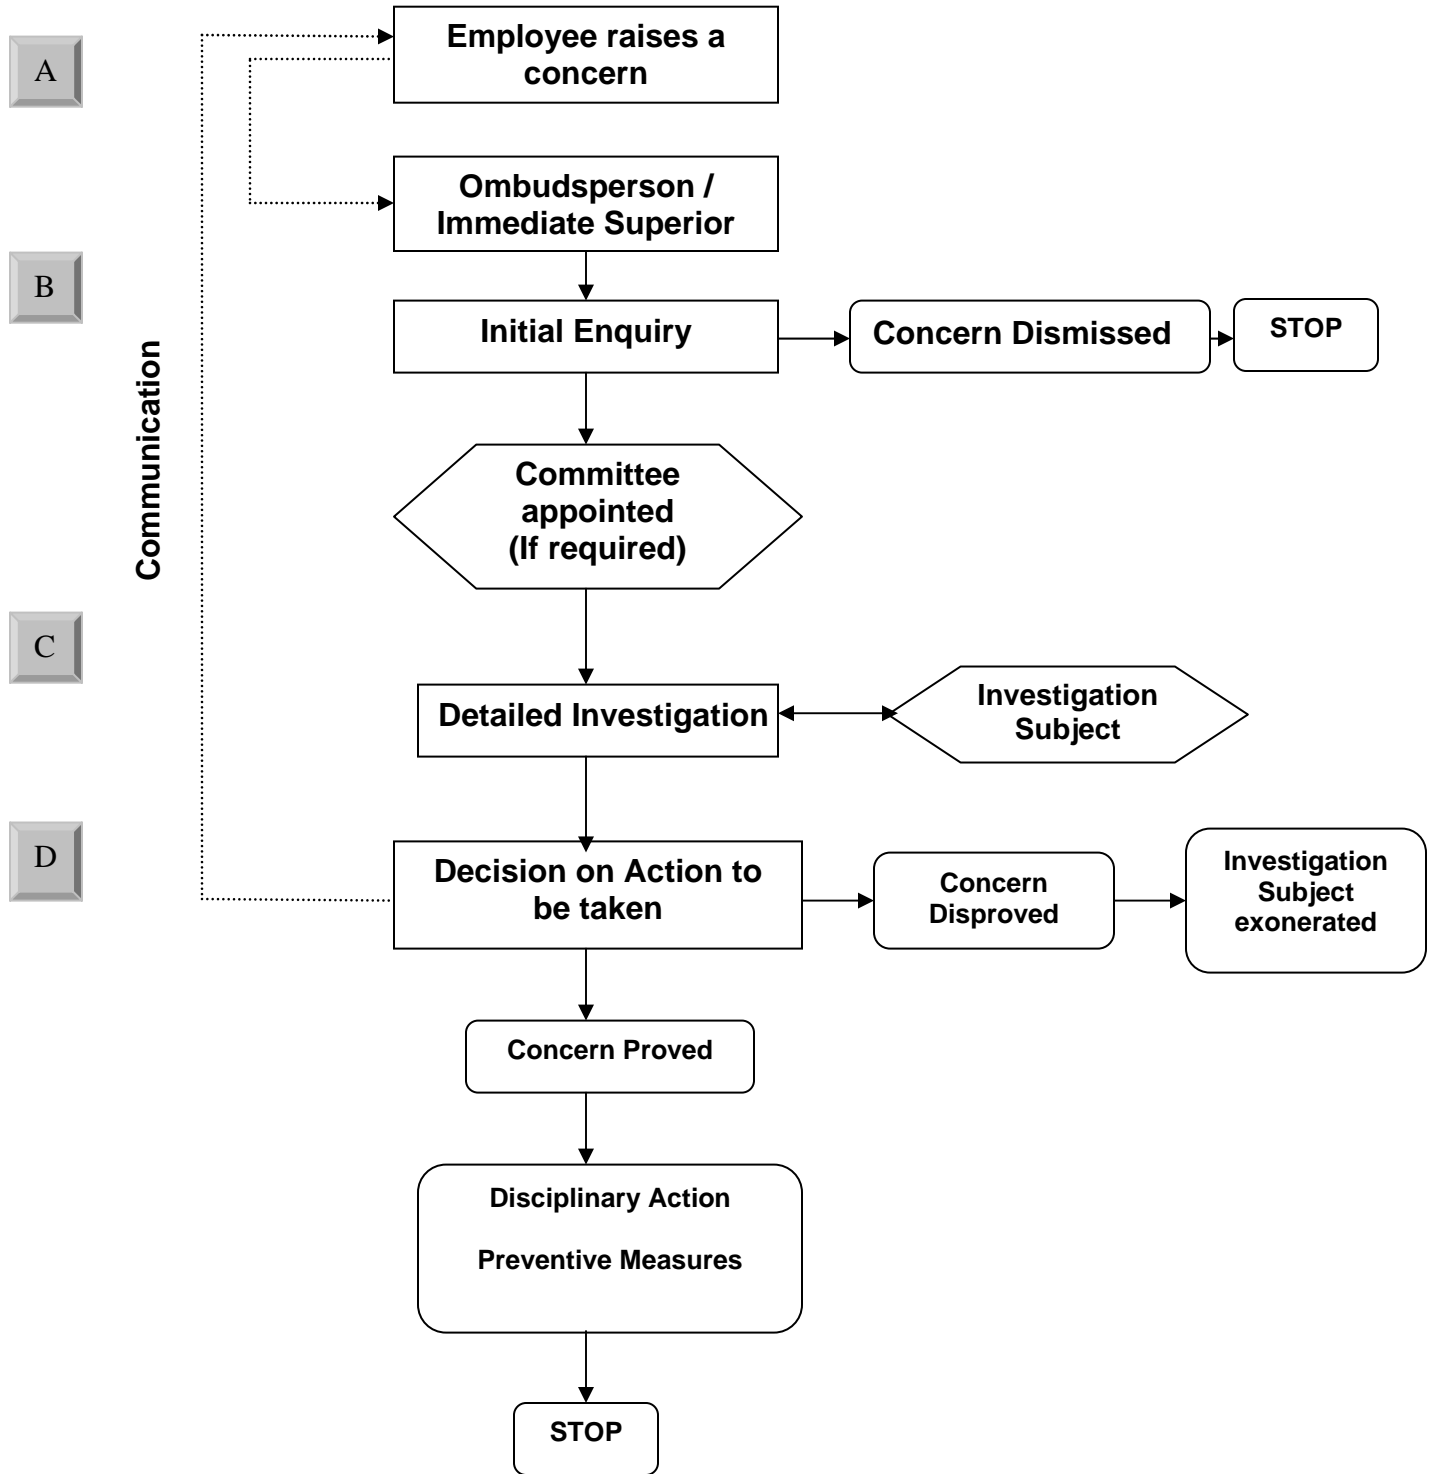 A
Employee raises a
concern
Ombudsperson /
Immediate Superior
B
Initial Enquiry
Concern Dismissed
STOP
Communication
Committee
appointed
(If required)
C
Detailed Investigation
Investigation
Subject
D
Decision on Action to
be taken
Concern
Disproved
Investigation
Subject
exonerated
Concern Proved
Disciplinary Action
Preventive Measures
STOP